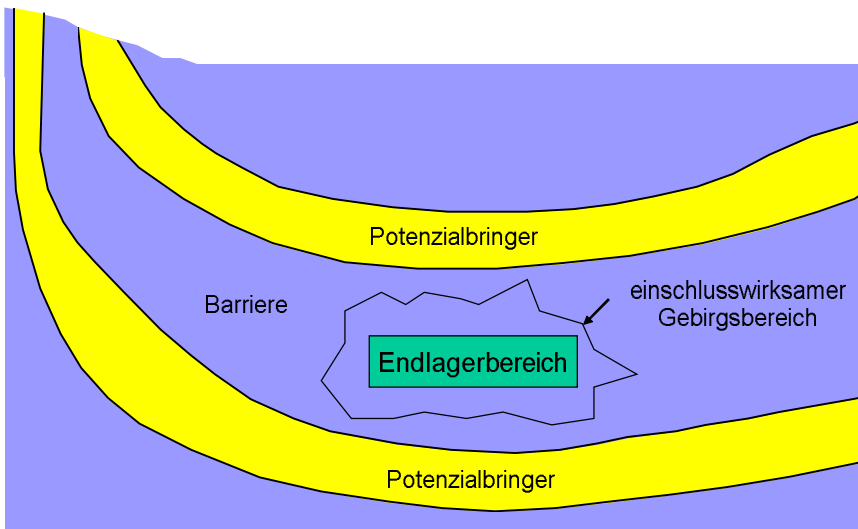 Potenzialbringer
Barriere
einschlusswirksamer
Gebirgsbereich
Endlagerbereich
Potenzialbringer